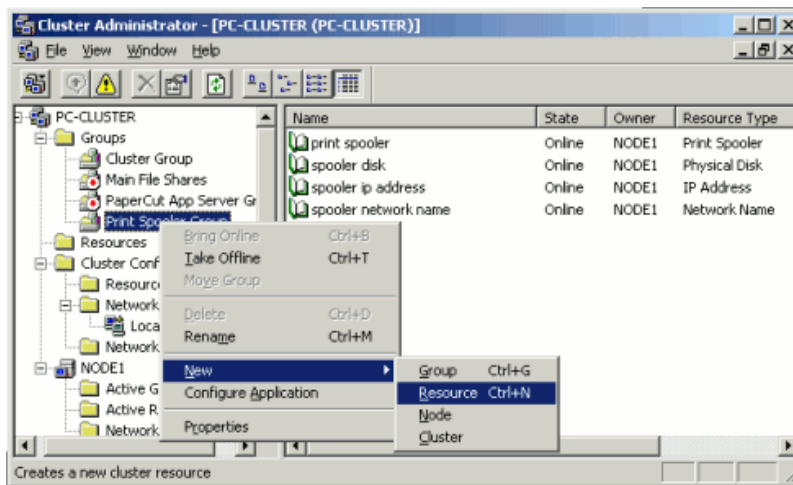 Cluster Administrator - [PC-CLUSTER (PC-CLUSTER)]
File View Window Help
PC-CLUSTER
Groups
Cluster Group
Main File Shares
PaperCut App Server Gr
Print Spooler Group
Resources
Cluster Conf
Resourc
Network
Loca
Network
NODE1
Active G
Active R
Network
Name State Owner Resource Type
print spooler Online NODE1 Print Spooler
spooler disk Online NODE1 Physical Disk
spooler ip address Online NODE1 IP Address
spooler network name Online NODE1 Network Name
Bring Online Ctrl+B
Take Offline Ctrl+T
Move Group
Delete Ctrl+D
Rename Ctrl+M
New
Configure Application
Properties
Group Ctrl+G
Resource Ctrl+N
Node
Cluster
Creates a new cluster resource